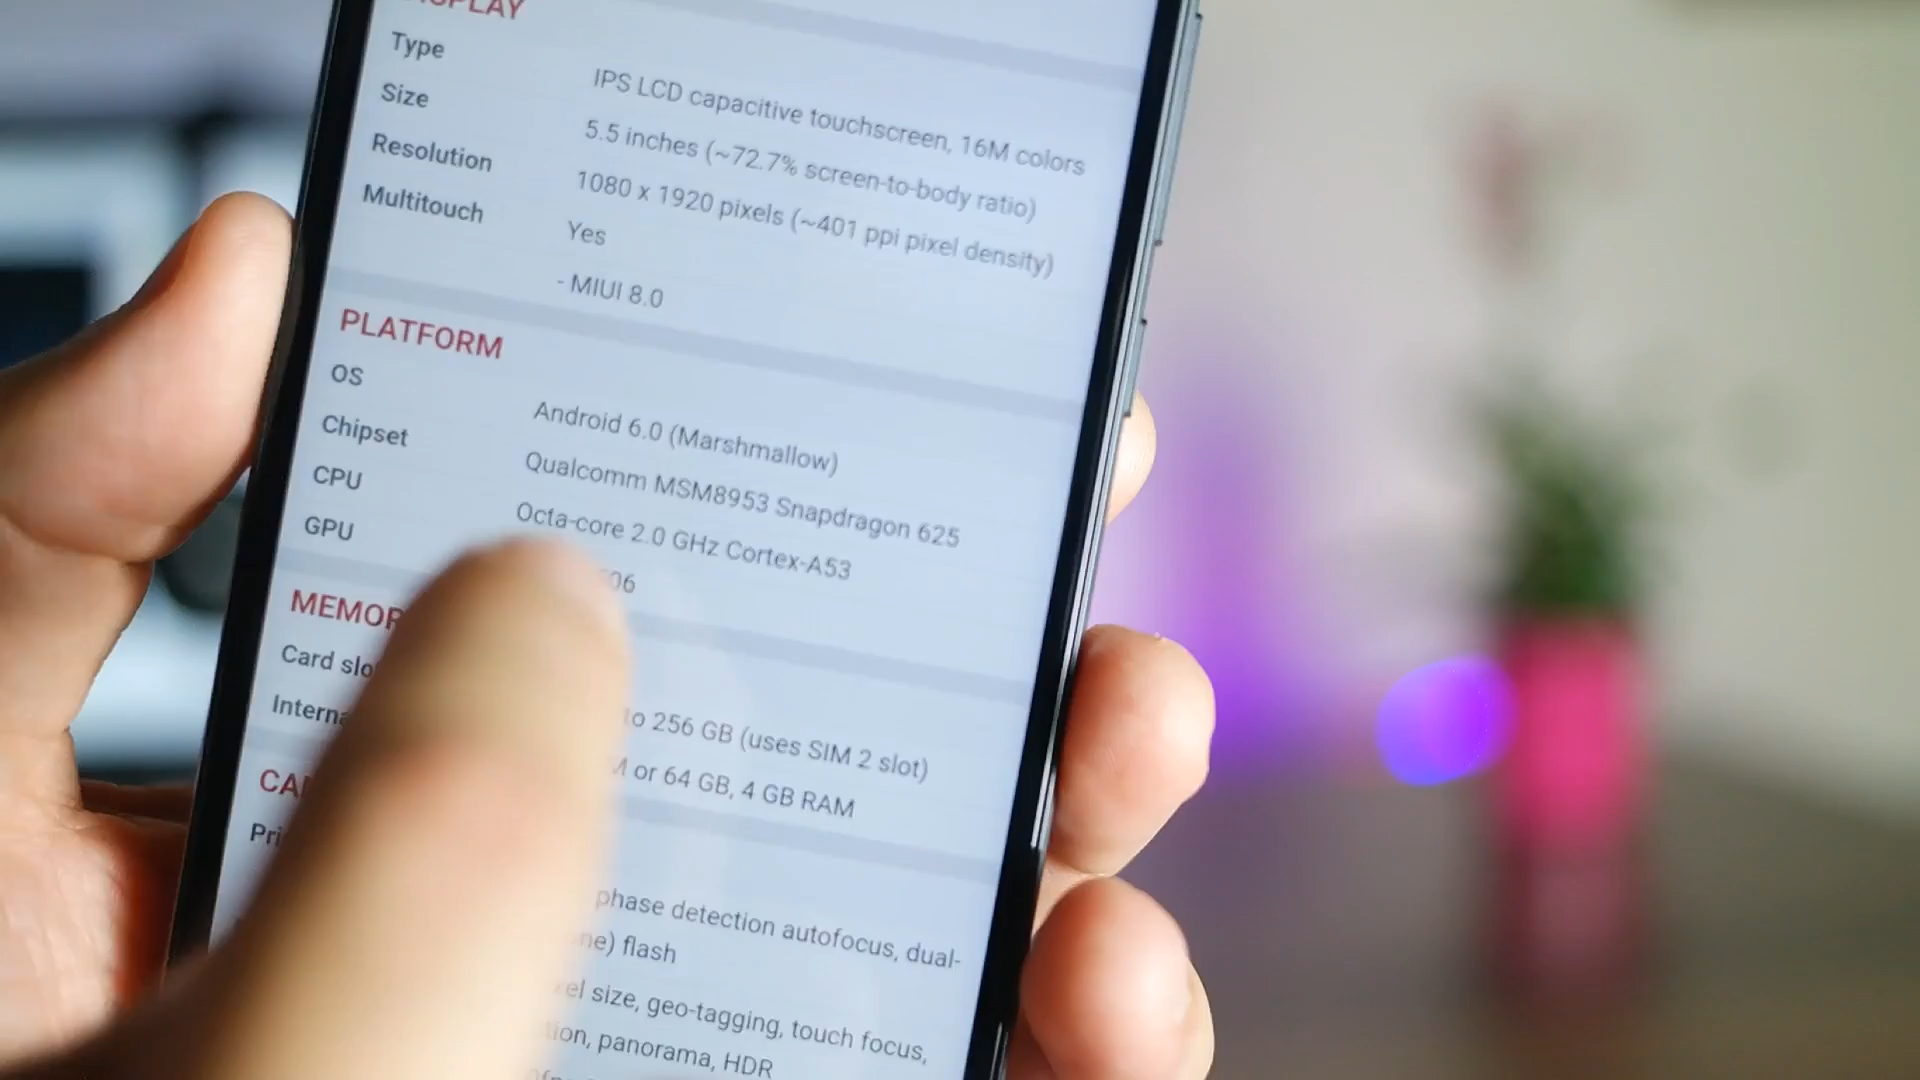 DISPLAY
Type IPS LCD capacitive touchscreen, 16M colors
Size 5.5 inches (~72.7% screen-to-body ratio)
Resolution 1080 x 1920 pixels (~401 ppi pixel density)
Multitouch Yes
- MIUI 8.0
PLATFORM
OS Android 6.0 (Marshmallow)
Chipset Qualcomm MSM8953 Snapdragon 625
CPU Octa-core 2.0 GHz Cortex-A53
GPU
Card to 256 GB (uses SIM 2 slot)
or 64 GB, 4 GB RAM
phase detection autofocus, dual-
flash
size, geo-tagging, touch focus,
panorama, HDR